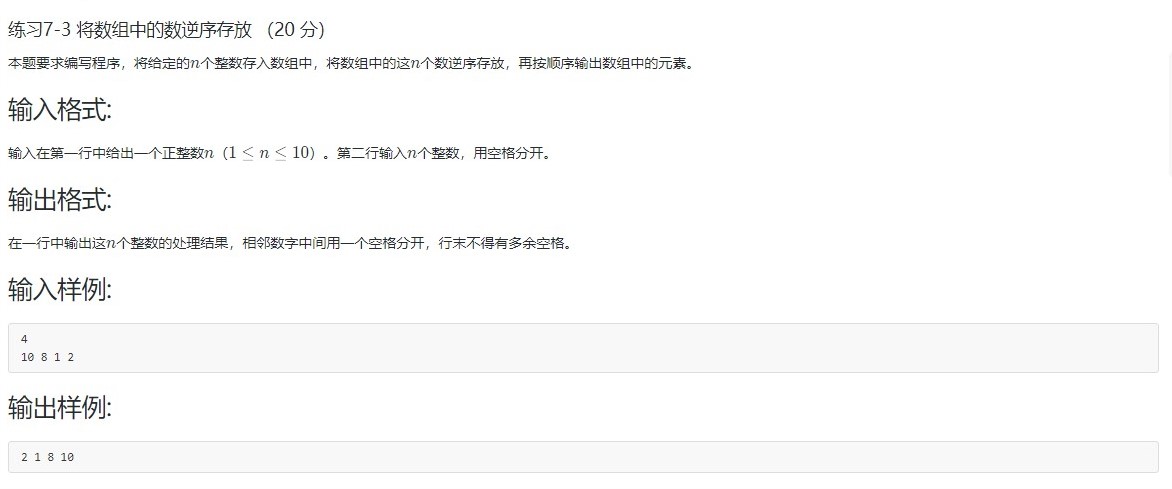 练习7-3 将数组中的数逆序存放 （20 分）
本题要求编写程序，将给定的n个整数存入数组中，将数组中的这n个数逆序存放，再按顺序输出数组中的元素。
输入格式:
输入在第一行中给出一个正整数n（1 ≤ n ≤ 10）。第二行输入n个整数，用空格分开。
输出格式:
在一行中输出这n个整数的处理结果，相邻数字中间用一个空格分开，行末不得有多余空格。
输入样例:
4
10 8 1 2
输出样例:
2 1 8 10